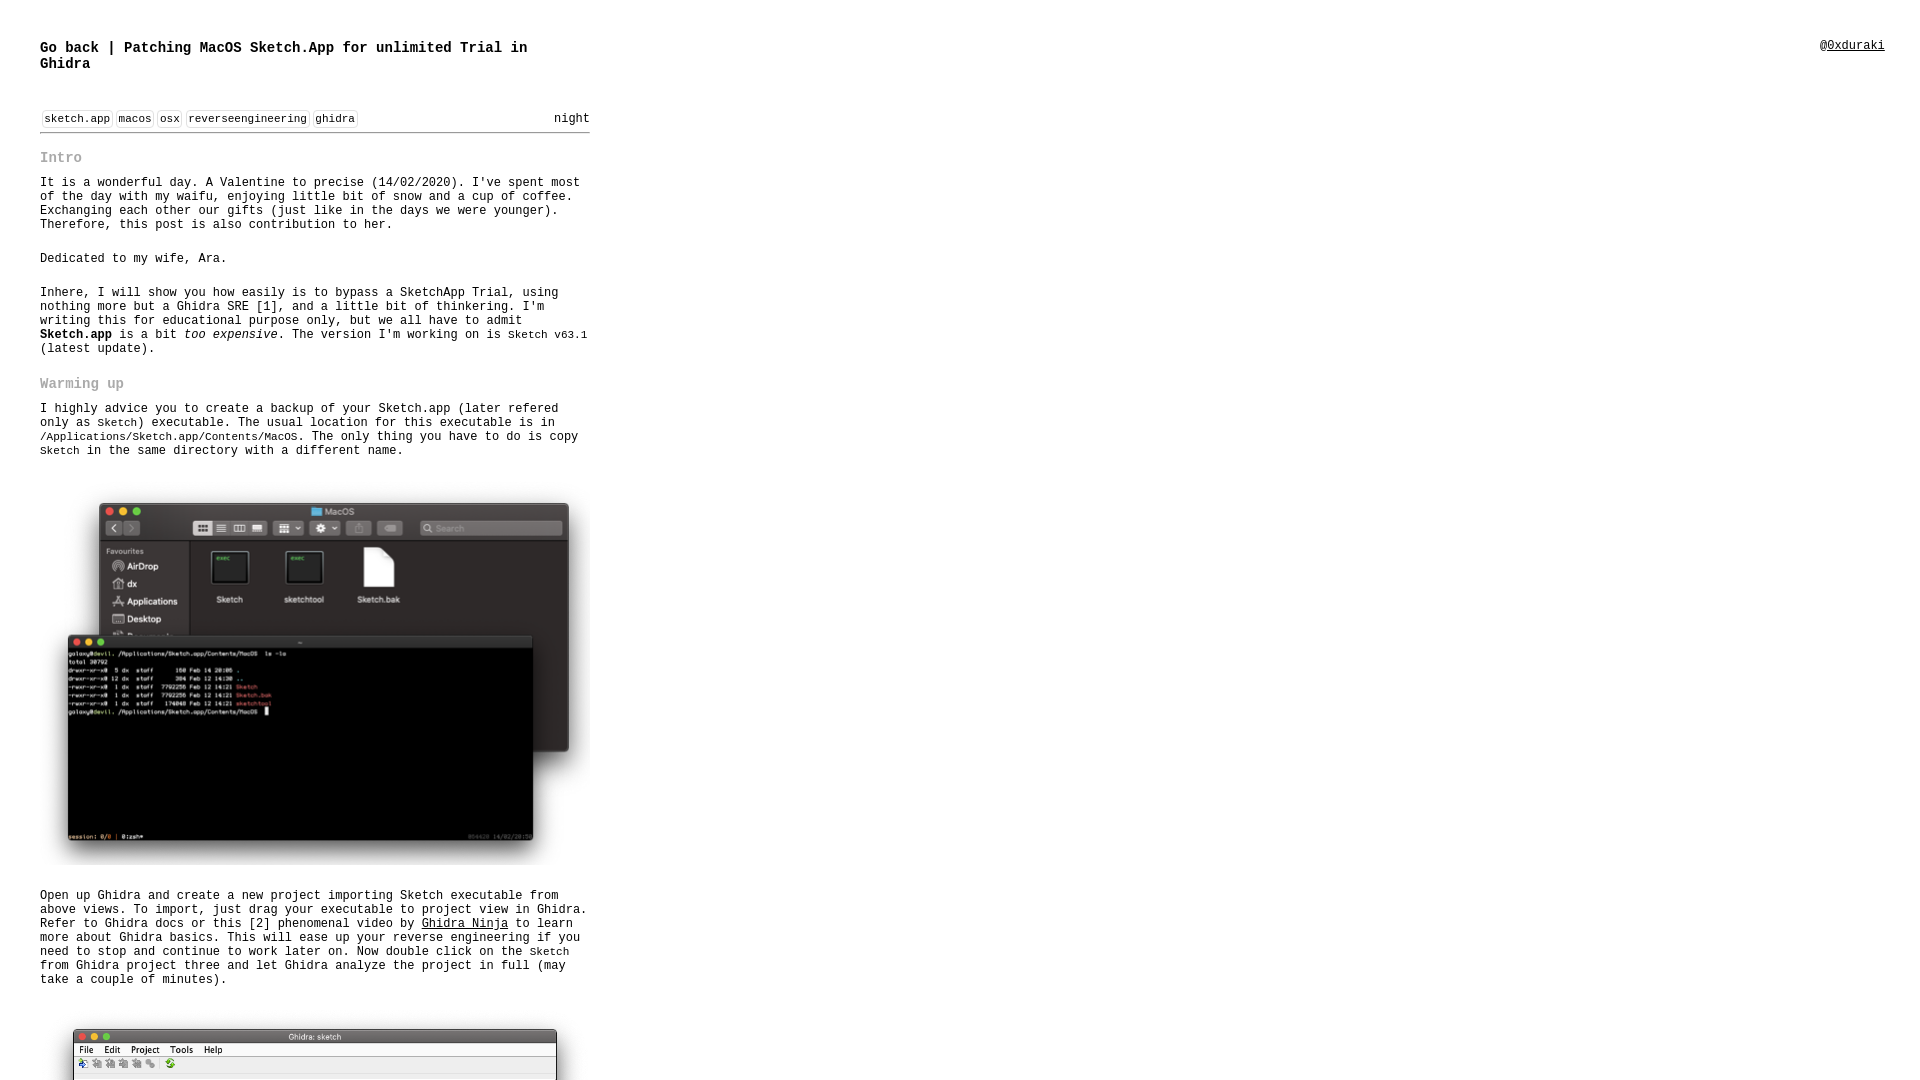 Go back | Patching MacOS Sketch.App for unlimited Trial in
Ghidra
@0xduraki
sketch.app macos osx reverseengineering ghidra night
Intro
It is a wonderful day. A Valentine to precise (14/02/2020). I've spent most
of the day with my waifu, enjoying little bit of snow and a cup of coffee.
Exchanging each other our gifts (just like in the days we were younger).
Therefore, this post is also contribution to her.
Dedicated to my wife, Ara.
Inhere, I will show you how easily is to bypass a SketchApp Trial, using
nothing more but a Ghidra SRE [1], and a little bit of thinkering. I'm
writing this for educational purpose only, but we all have to admit
Sketch.app is a bit too expensive. The version I'm working on is Sketch v63.1
(latest update).
Warming up
I highly advice you to create a backup of your Sketch.app (later refered
only as Sketch) executable. The usual location for this executable is in
/Applications/Sketch.app/Contents/MacOS. The only thing you have to do is copy
Sketch in the same directory with a different name.
MacOS
Search
Favourites
AirDrop
dx
Applications
Desktop
exec
exec
Sketch sketchtool Sketch.bak
galaxy@devil. /Applications/Sketch.app/Contents/MacOS ls -la
total 30792
drwxr-xr-x@ 5 dx staff 160 Feb 14 20:05 .
drwxr-xr-x@ 12 dx staff 384 Feb 12 14:30 ..
-rwxr-xr-x@ 1 dx staff 7792256 Feb 12 14:21 Sketch
-rwxr-xr-x@ 1 dx staff 7792256 Feb 12 14:21 Sketch.bak
-rwxr-xr-x@ 1 dx staff 174048 Feb 12 14:21 sketchtool
galaxy@devil. /Applications/Sketch.app/Contents/MacOS
session: 0/0 | 0:zsh*
Open up Ghidra and create a new project importing Sketch executable from
above views. To import, just drag your executable to project view in Ghidra.
Refer to Ghidra docs or this [2] phenomenal video by Ghidra Ninja to learn
more about Ghidra basics. This will ease up your reverse engineering if you
need to stop and continue to work later on. Now double click on the Sketch
from Ghidra project three and let Ghidra analyze the project in full (may
take a couple of minutes).
Ghidra: sketch
File Edit Project Tools Help